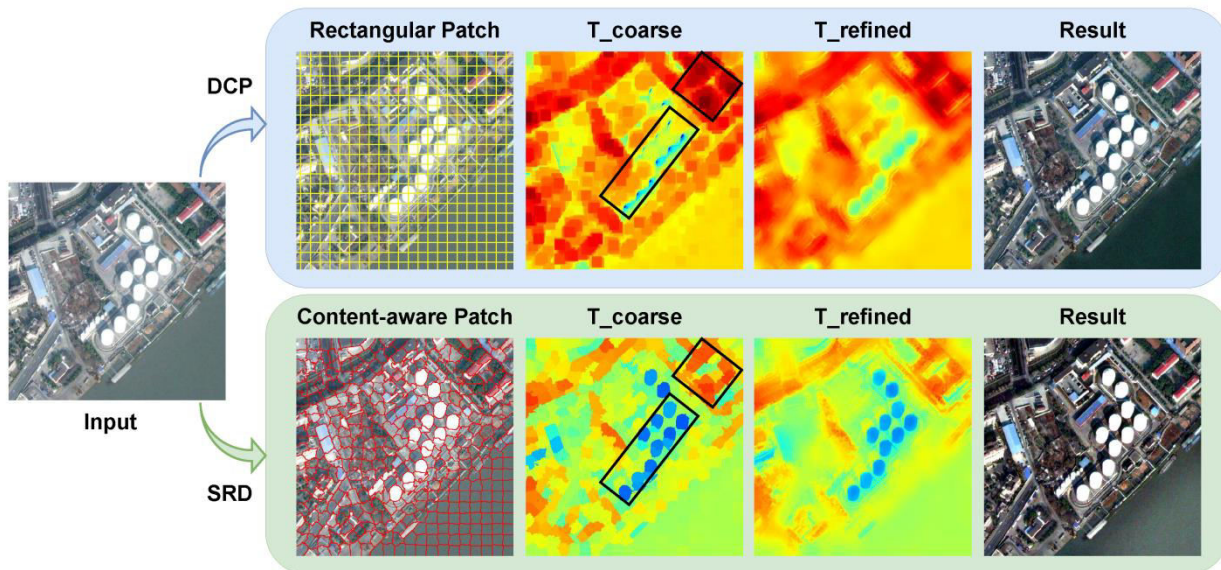 DCP
Rectangular Patch
T_coarse
T_refined
Result
Input
SRD
Content-aware Patch
T_coarse
T_refined
Result